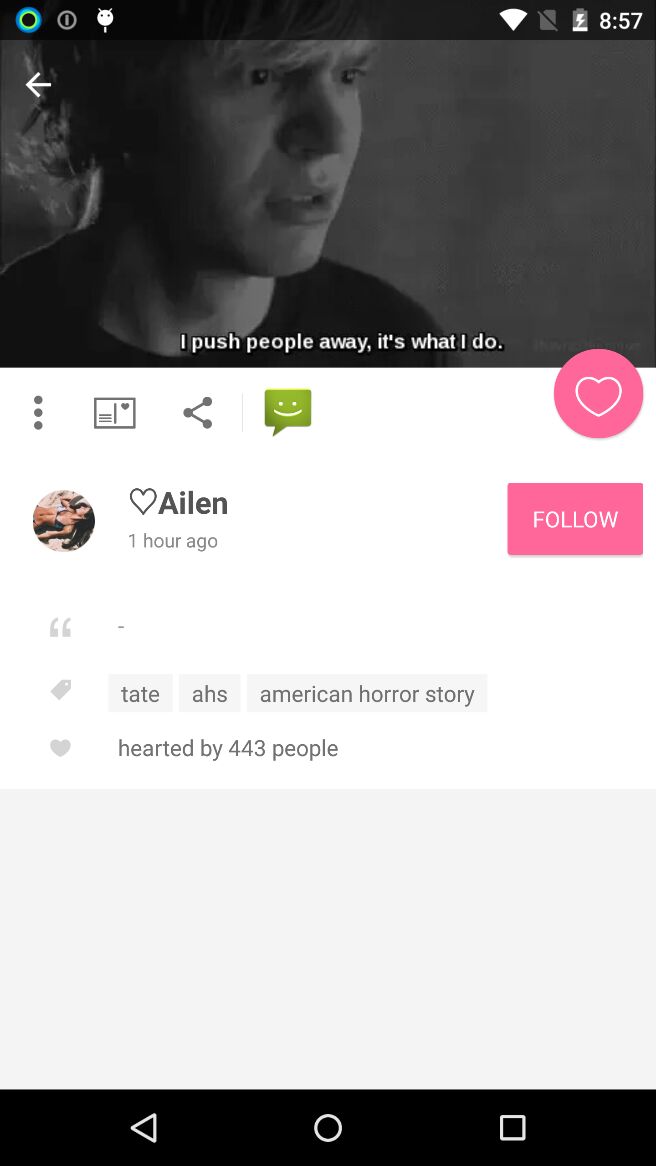 8:57
I push people away, it's what I do.
♡Ailen
1 hour ago
FOLLOW
-
tate ahs american horror story
hearted by 443 people